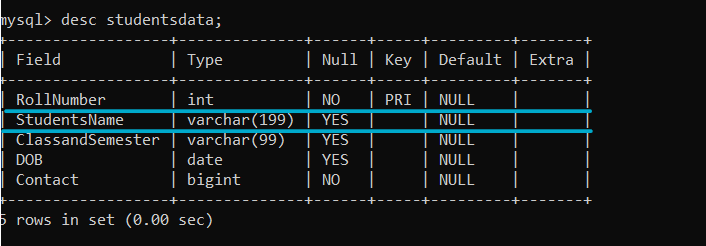 mysql> desc studentsdata;
+------------------+--------------+------+-----+---------+-------+
| Field            | Type         | Null | Key | Default | Extra |
+------------------+--------------+------+-----+---------+-------+
| RollNumber       | int          | NO   | PRI | NULL    |       |
| StudentsName     | varchar(199) | YES  |     | NULL    |       |
| ClassandSemester | varchar(99)  | YES  |     | NULL    |       |
| DOB              | date         | YES  |     | NULL    |       |
| Contact          | bigint       | NO   |     | NULL    |       |
+------------------+--------------+------+-----+---------+-------+
5 rows in set (0.00 sec)